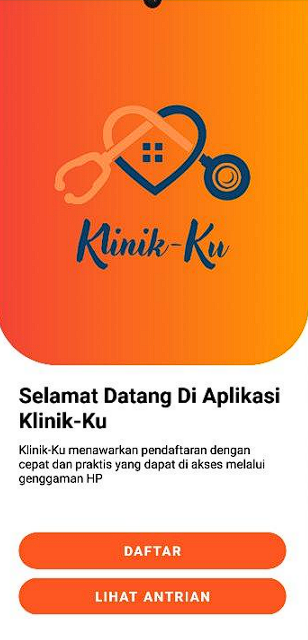 Klinik-Ku
Selamat Datang Di Aplikasi
Klinik-Ku
Klinik-Ku menawarkan pendaftaran dengan
cepat dan praktis yang dapat di akses melalui
genggaman HP
DAFTAR
LIHAT ANTRIAN